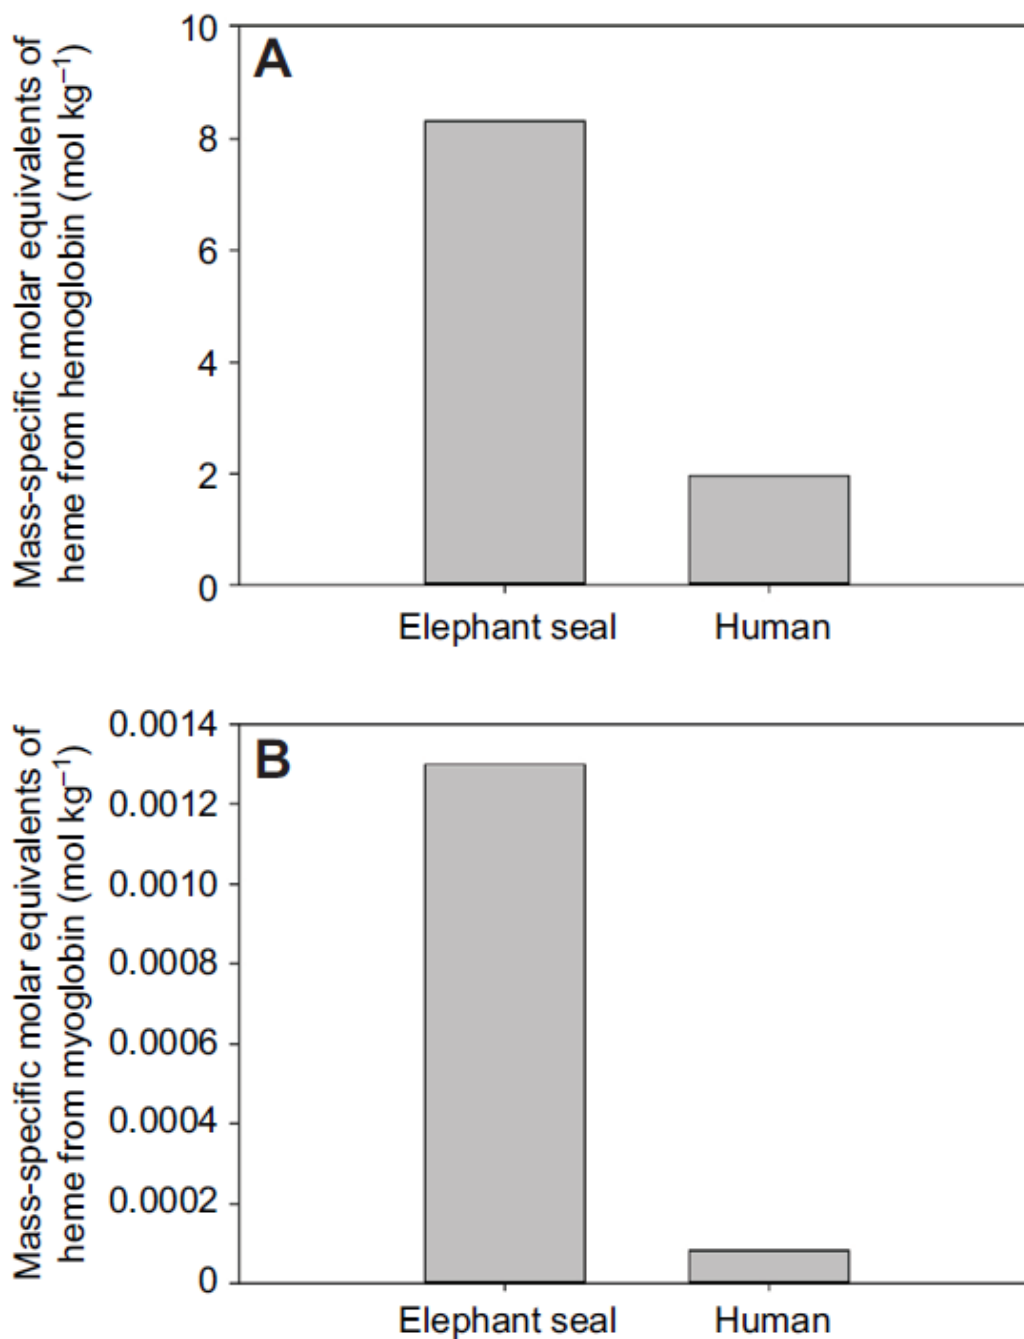 Mass-specific molar equivalents of
heme from hemoglobin (mol kg⁻¹)
10
A
8
6
4
2
0
Elephant seal Human
Mass-specific molar equivalents of
heme from myoglobin (mol kg⁻¹)
0.0014
B
0.0012
0.0010
0.0008
0.0006
0.0004
0.0002
0
Elephant seal Human